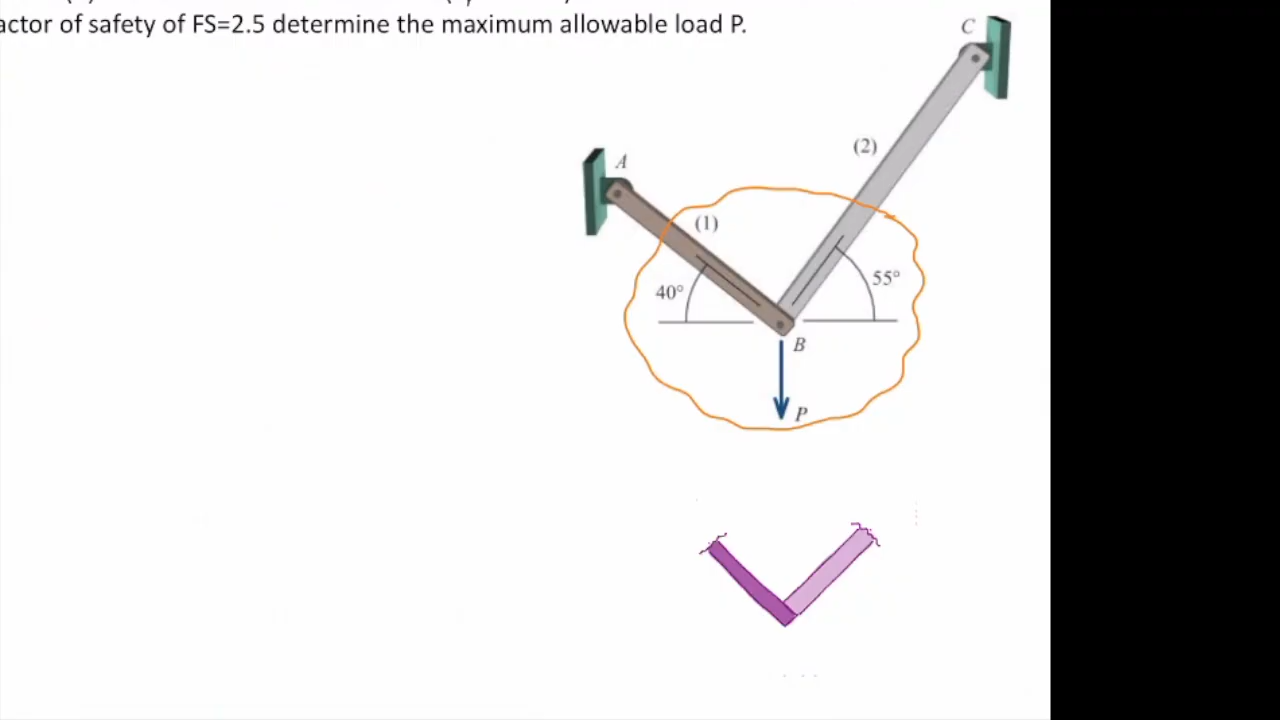 actor of safety of FS=2.5 determine the maximum allowable load P.
C
(2)
A
(1)
55°
40°
B
P